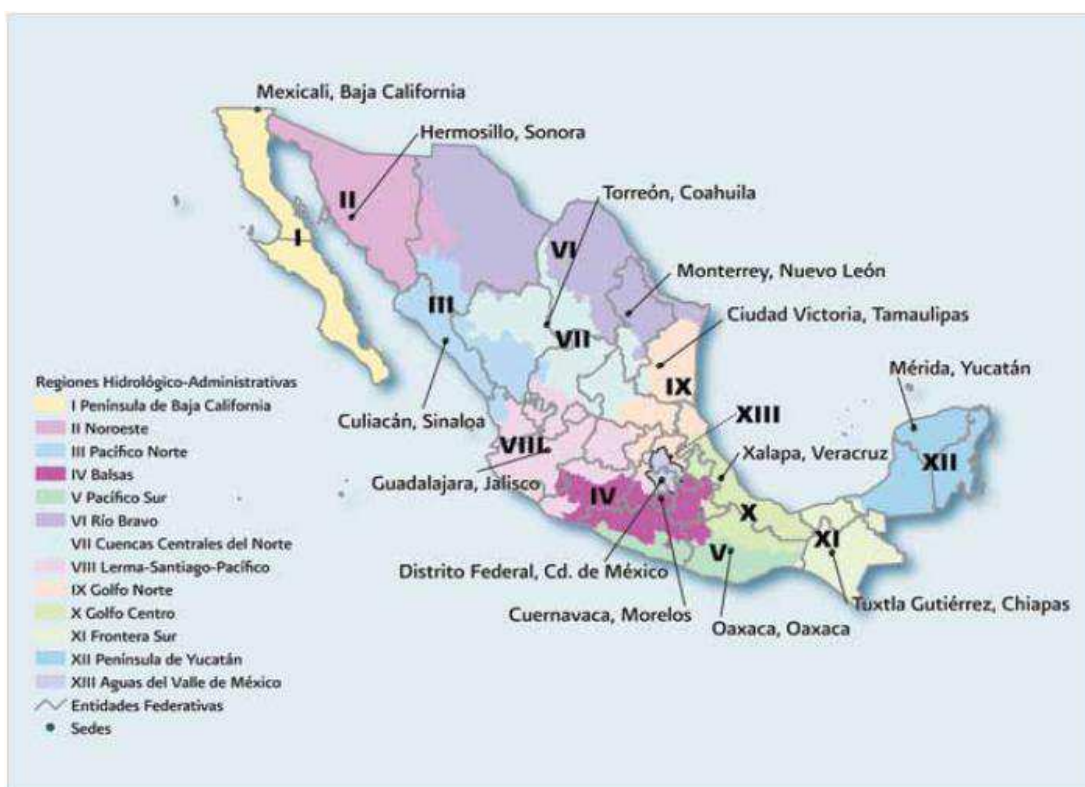 Mexicali, Baja California
Hermosillo, Sonora
Torreón, Coahuila
II
I
VI
Monterrey, Nuevo León
III
Ciudad Victoria, Tamaulipas
VII
Mérida, Yucatán
IX
Culiacán, Sinaloa
XIII
VIII
Xalapa, Veracruz
XII
Guadalajara, Jalisco
IV
X
V
XI
Distrito Federal, Cd. de México
Cuernavaca, Morelos
Tuxtla Gutiérrez, Chiapas
Oaxaca, Oaxaca
Regiones Hidrológico-Administrativas
I Península de Baja California
II Noroeste
III Pacífico Norte
IV Balsas
V Pacífico Sur
VI Río Bravo
VII Cuencas Centrales del Norte
VIII Lerma-Santiago-Pacífico
IX Golfo Norte
X Golfo Centro
XI Frontera Sur
XII Península de Yucatán
XIII Aguas del Valle de México
Entidades Federativas
Sedes